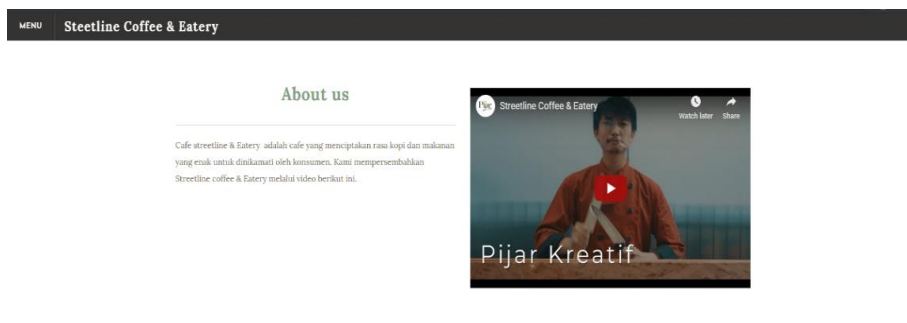 MENU
Steetline Coffee & Eatery
About us
Cafe streetline & Eatery adalah cafe yang menciptakan rasa kopi dan makanan
yang enak untuk dinikamati oleh konsumen. Kami mempersembahkan
Streetline coffee & Eatery melalui video berikut ini.
Pijar
Streetline Coffee & Eatery
Watch later
Share
Pijar Kreatif